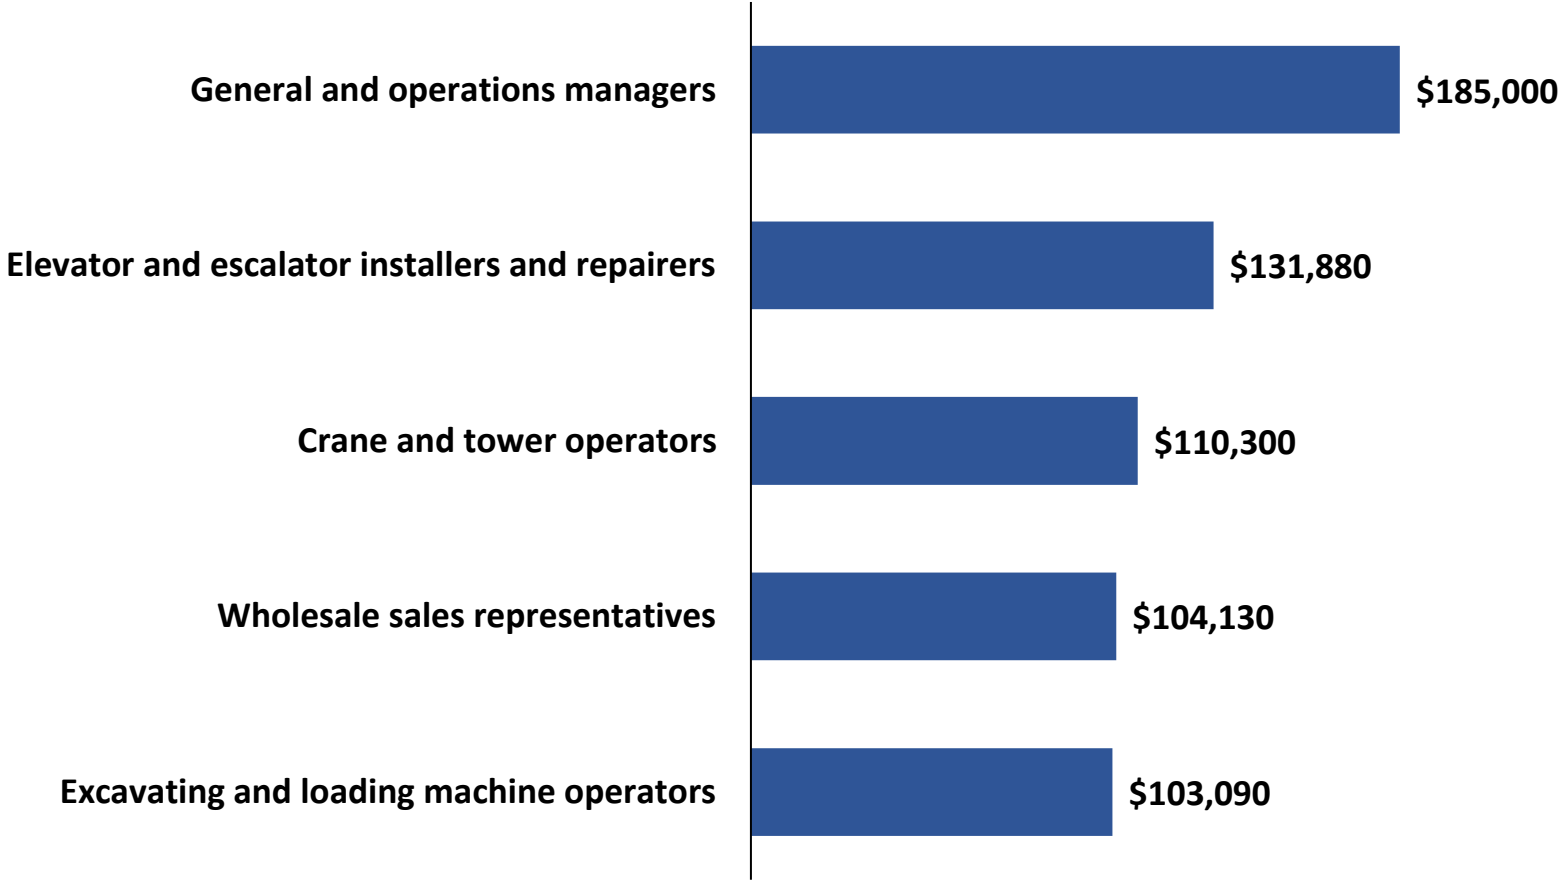 General and operations managers $185,000
Elevator and escalator installers and repairers $131,880
Crane and tower operators $110,300
Wholesale sales representatives $104,130
Excavating and loading machine operators $103,090